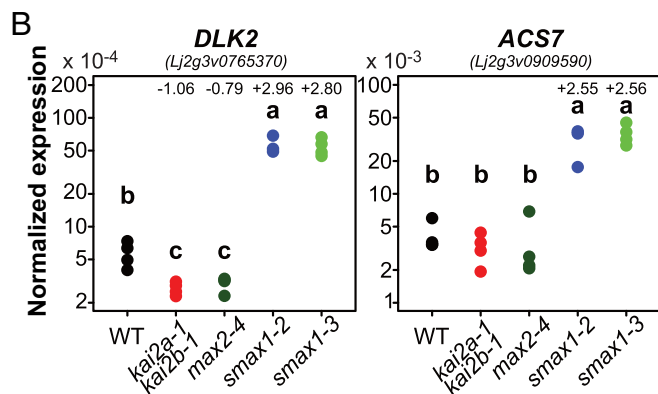 B
DLK2
(Lj2g3v0765370)
x 10⁻⁴
-1.06 -0.79 +2.96 +2.80
200
100
50
20
10
5
2
Normalized expression
b
c
c
a
a
WT
kai2a-1
kai2b-1
max2-4
smax1-2
smax1-3
ACS7
(Lj2g3v0909590)
x 10⁻³
+2.55 +2.56
100
50
20
10
5
2
1
b
b
b
a
a
WT
kai2a-1
kai2b-1
max2-4
smax1-2
smax1-3